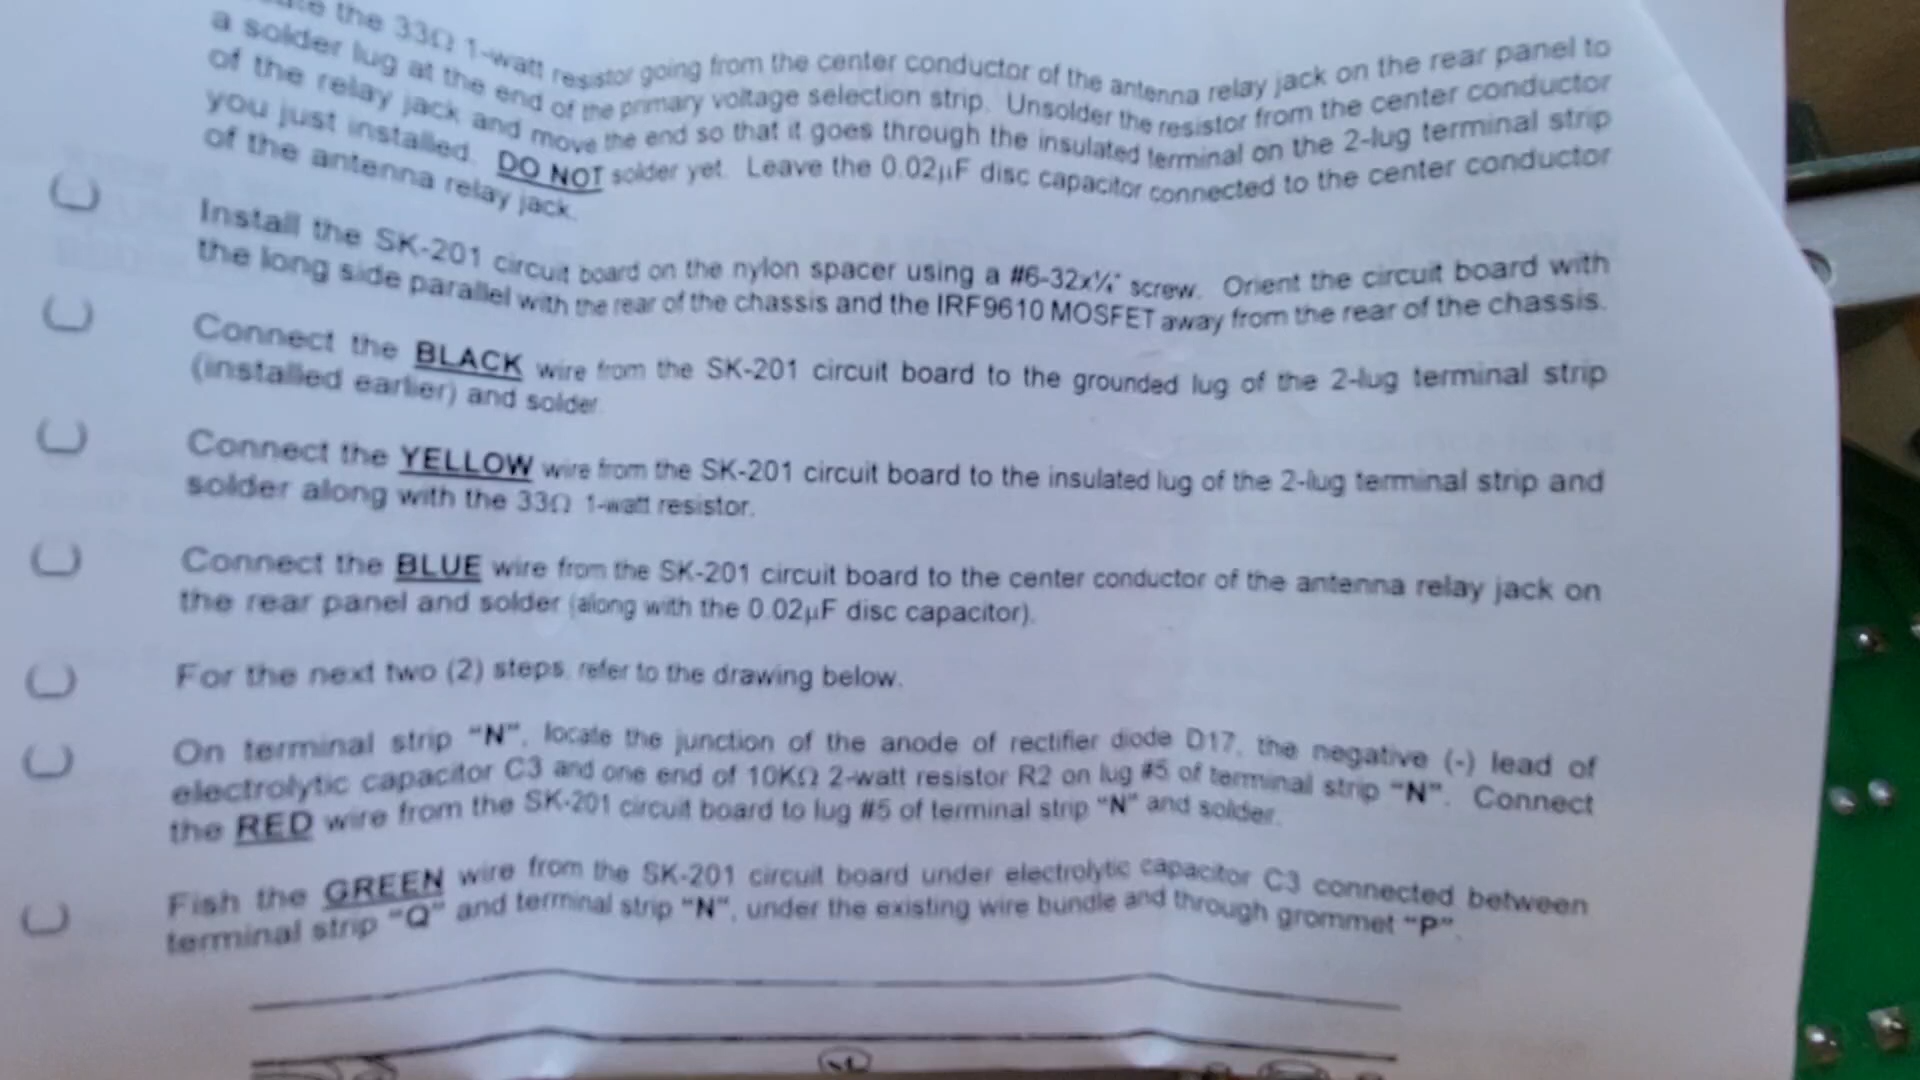 the 33Ω 1-watt resistor going from the center conductor of the antenna relay jack on the rear panel to
a solder lug at the end of the primary voltage selection strip. Unsolder the resistor from the center conductor
of the relay jack and move the end so that it goes through the insulated terminal on the 2-lug terminal strip
you just installed. DO NOT solder yet. Leave the 0.02µF disc capacitor connected to the center conductor
of the antenna relay jack.
Install the SK-201 circuit board on the nylon spacer using a #6-32x¼" screw. Orient the circuit board with
the long side parallel with the rear of the chassis and the IRF9610 MOSFET away from the rear of the chassis.
Connect the BLACK wire from the SK-201 circuit board to the grounded lug of the 2-lug terminal strip
(installed earlier) and solder.
Connect the YELLOW wire from the SK-201 circuit board to the insulated lug of the 2-lug terminal strip and
solder along with the 33Ω 1-watt resistor.
Connect the BLUE wire from the SK-201 circuit board to the center conductor of the antenna relay jack on
the rear panel and solder (along with the 0.02µF disc capacitor).
For the next two (2) steps, refer to the drawing below.
On terminal strip "N", locate the junction of the anode of rectifier diode D17, the negative (-) lead of
electrolytic capacitor C3 and one end of 10KΩ 2-watt resistor R2 on lug #5 of terminal strip "N". Connect
the RED wire from the SK-201 circuit board to lug #5 of terminal strip "N" and solder.
Fish the GREEN wire from the SK-201 circuit board under electrolytic capacitor C3 connected between
terminal strip "Q" and terminal strip "N", under the existing wire bundle and through grommet "P".